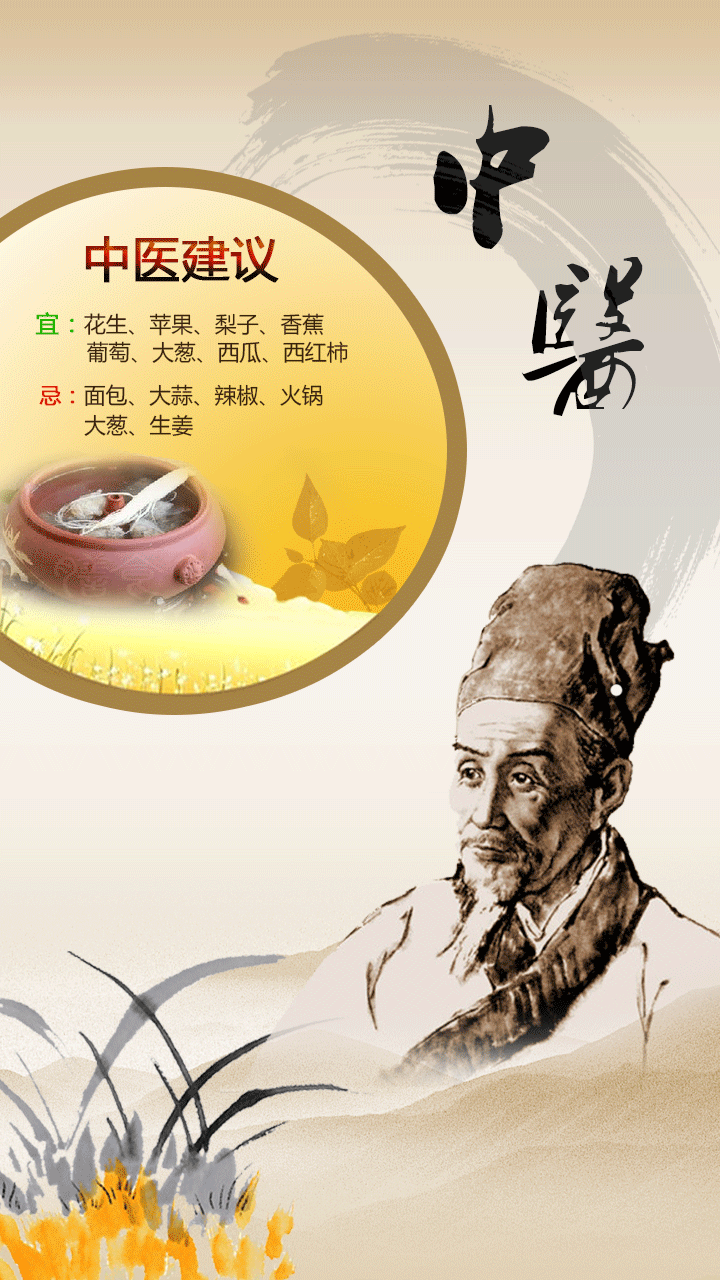 中醫
中医建议
宜：花生、苹果、梨子、香蕉
葡萄、大葱、西瓜、西红柿
忌：面包、大蒜、辣椒、火锅
大葱、生姜